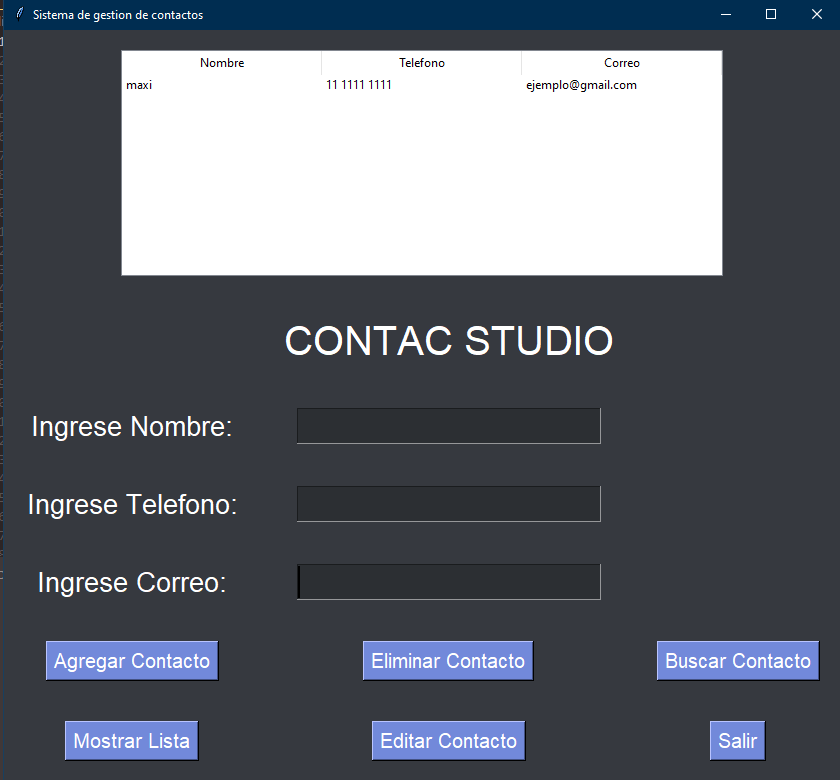 Sistema de gestion de contactos
Nombre Telefono Correo
maxi 11 1111 1111 ejemplo@gmail.com
CONTAC STUDIO
Ingrese Nombre:
Ingrese Telefono:
Ingrese Correo:
Agregar Contacto Eliminar Contacto Buscar Contacto
Mostrar Lista Editar Contacto Salir